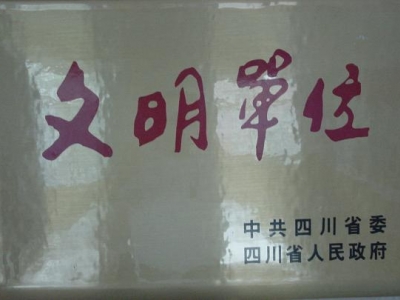 文明單位
中共四川省委
四川省人民政府